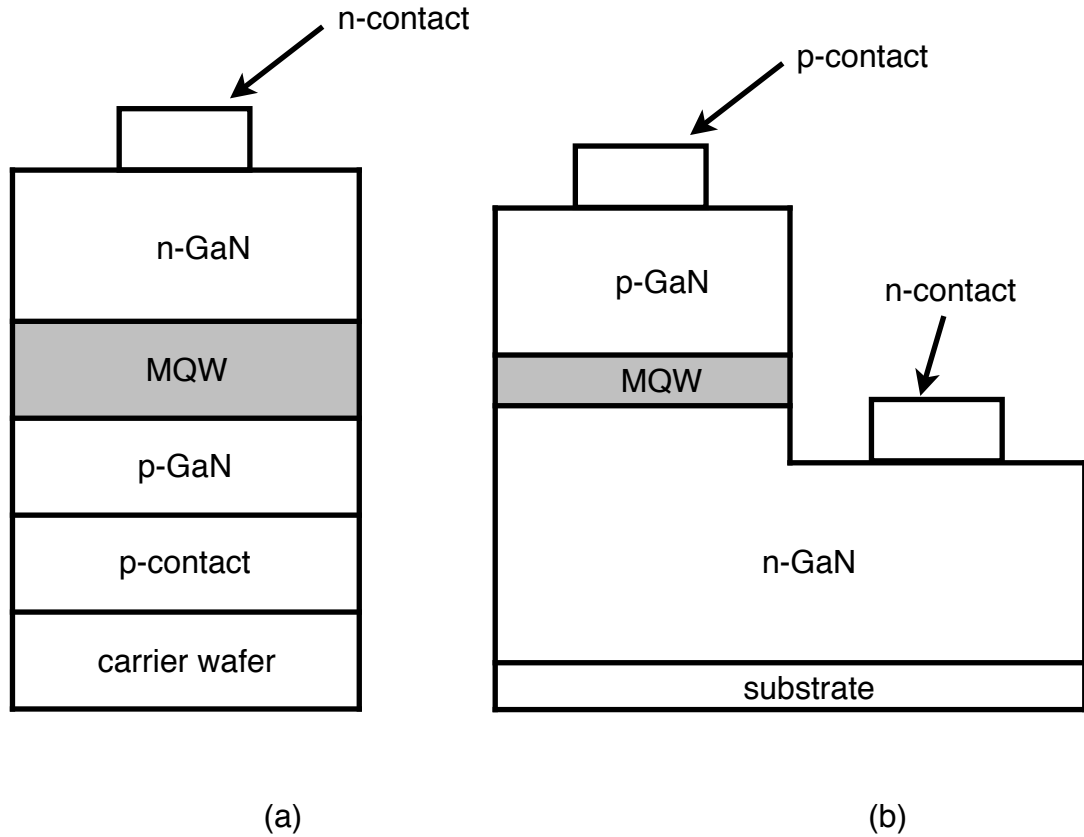 n-contact
n-GaN
MQW
p-GaN
p-contact
carrier wafer
(a)
p-contact
p-GaN
n-contact
MQW
n-GaN
substrate
(b)